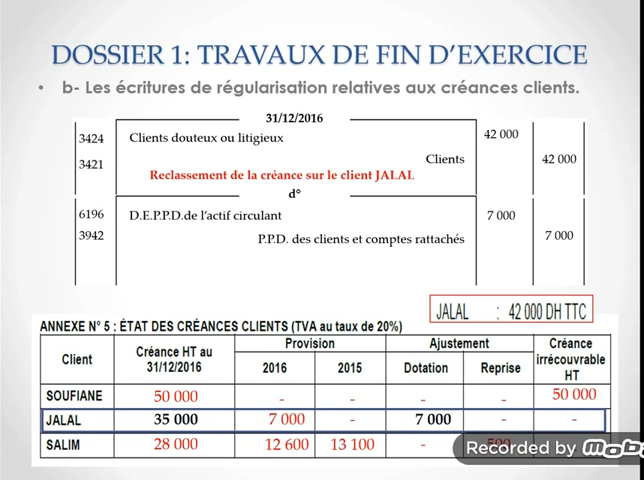 DOSSIER 1: TRAVAUX DE FIN D'EXERCICE
• b- Les écritures de régularisation relatives aux créances clients.
31/12/2016
3424 Clients douteux ou litigieux 42 000
3421 Clients 42 000
Reclassement de la créance sur le client JALAL
d°
6196 D.E.P.P.D.de l'actif circulant 7 000
3942 P.P.D. des clients et comptes rattachés 7 000
JALAL : 42 000 DH TTC
ANNEXE N° 5 : ÉTAT DES CRÉANCES CLIENTS (TVA au taux de 20%)
Client Créance HT au 31/12/2016 Provision Ajustement Créance irrécouvrable HT
2016 2015 Dotation Reprise
SOUFIANE 50 000 - - - - 50 000
JALAL 35 000 7 000 - 7 000 - -
SALIM 28 000 12 600 13 100 -
Recorded by